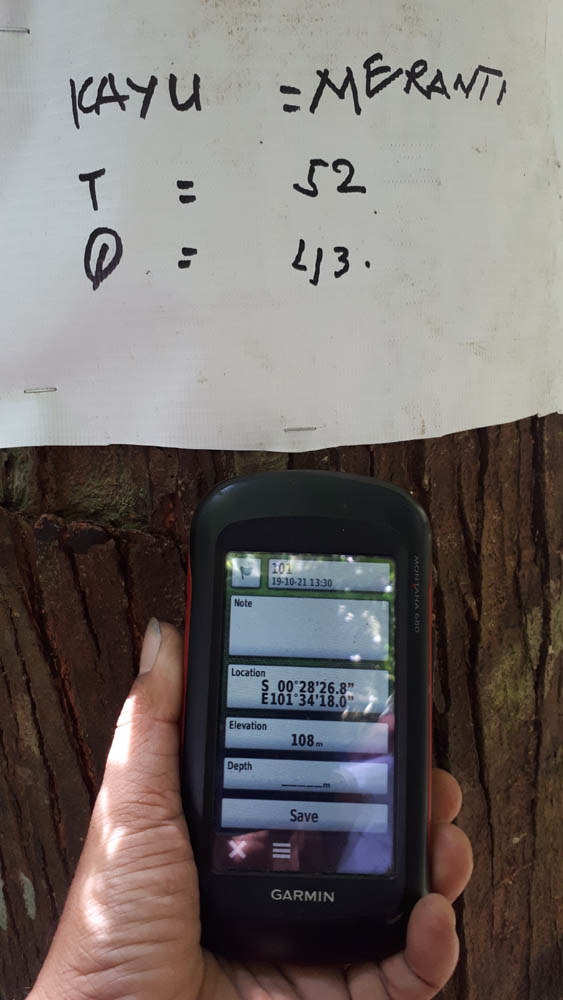 KAYU = MERANTI
T = 52
Φ = 43.
MONTANA 680
101
19-10-21 13:30
Note
Location
S 00°28'26.8"
E101°34'18.0"
Elevation
108 m
Depth
_____m
Save
GARMIN